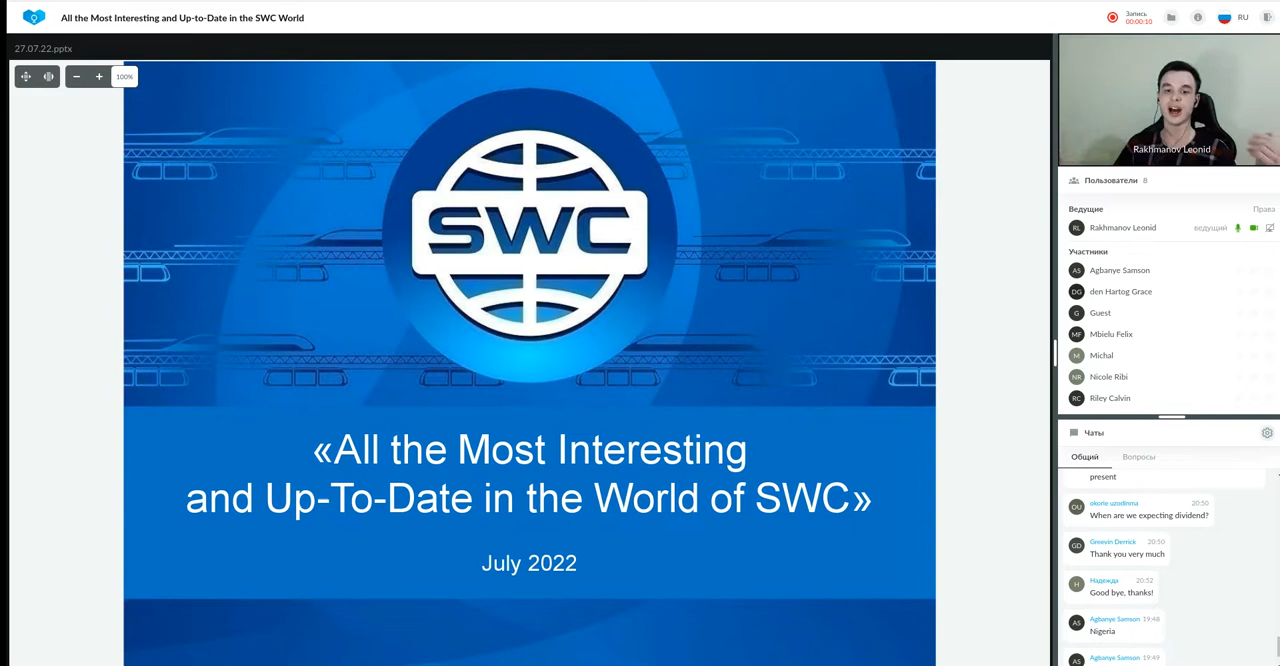 All the Most Interesting and Up-to-Date in the SWC World
Запись
00:00:10
RU
27.07.22.pptx
100%
SWC
«All the Most Interesting
and Up-To-Date in the World of SWC»
July 2022
Rakhmanov Leonid
Пользователи 8
Ведущие Права
RL Rakhmanov Leonid ведущий
Участники
AS Agbanye Samson
DG den Hartog Grace
G Guest
MF Mbielu Felix
M Michal
NR Nicole Ribi
RC Riley Calvin
Чаты
Общий Вопросы
present
OU okorie uzodinma 20:50
When are we expecting dividend?
GD Greevin Derrick 20:50
Thank you very much
Н Надежда 20:52
Good bye, thanks!
AS Agbanye Samson 19:48
Nigeria
AS Agbanye Samson 19:49